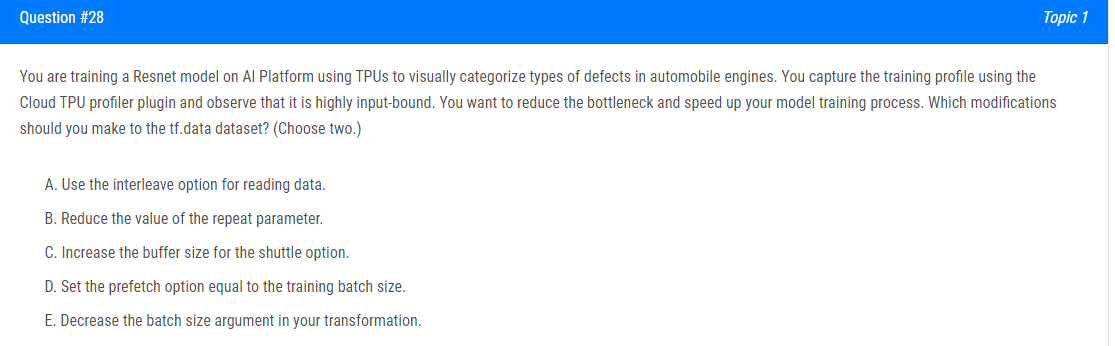 Question #28
Topic 1
You are training a Resnet model on AI Platform using TPUs to visually categorize types of defects in automobile engines. You capture the training profile using the
Cloud TPU profiler plugin and observe that it is highly input-bound. You want to reduce the bottleneck and speed up your model training process. Which modifications
should you make to the tf.data dataset? (Choose two.)
A. Use the interleave option for reading data.
B. Reduce the value of the repeat parameter.
C. Increase the buffer size for the shuttle option.
D. Set the prefetch option equal to the training batch size.
E. Decrease the batch size argument in your transformation.